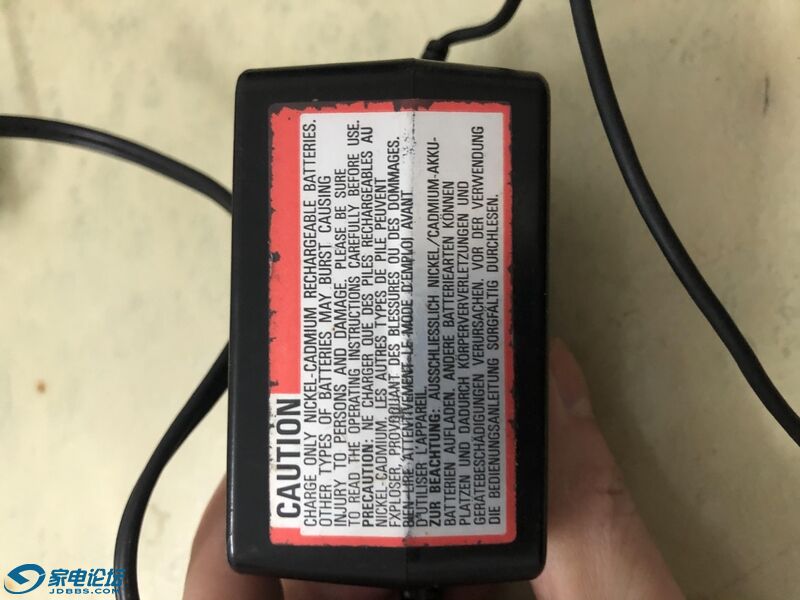 CAUTION
CHARGE ONLY NICKEL-CADMIUM RECHARGEABLE BATTERIES.
OTHER TYPES OF BATTERIES MAY BURST CAUSING
INJURY TO PERSONS AND DAMAGE, PLEASE BE SURE
TO READ THE OPERATING INSTRUCTIONS CAREFULLY BEFORE USE.
PRECAUTION: NE CHARGER QUE DES PILES RECHARGEABLES AU
NICKEL-CADMIUM. LES AUTRES TYPES DE PILE PEUVENT
EXPLOSER, PROVOQUANT DES BLESSURES OU DES DOMMAGES.
BIEN LIRE ATTENTIVEMENT LE MODE D'EMPLOI AVANT
D'UTILISER L'APPAREIL.
ZUR BEACHTUNG: AUSSCHLIESSLICH NICKEL/CADMIUM-AKKU-
BATTERIEN AUFLADEN. ANDERE BATTERIEARTEN KÖNNEN
PLATZEN UND DADURCH KÖRPERVERVERLETZUNGEN UND
GERÄTEBESCHÄDIGUNGEN VERURSACHEN. VOR DER VERWENDUNG
DIE BEDIENUNGSANLEITUNG SORGFÄLTIG DURCHLESEN.
家电论坛
JDBBS.COM